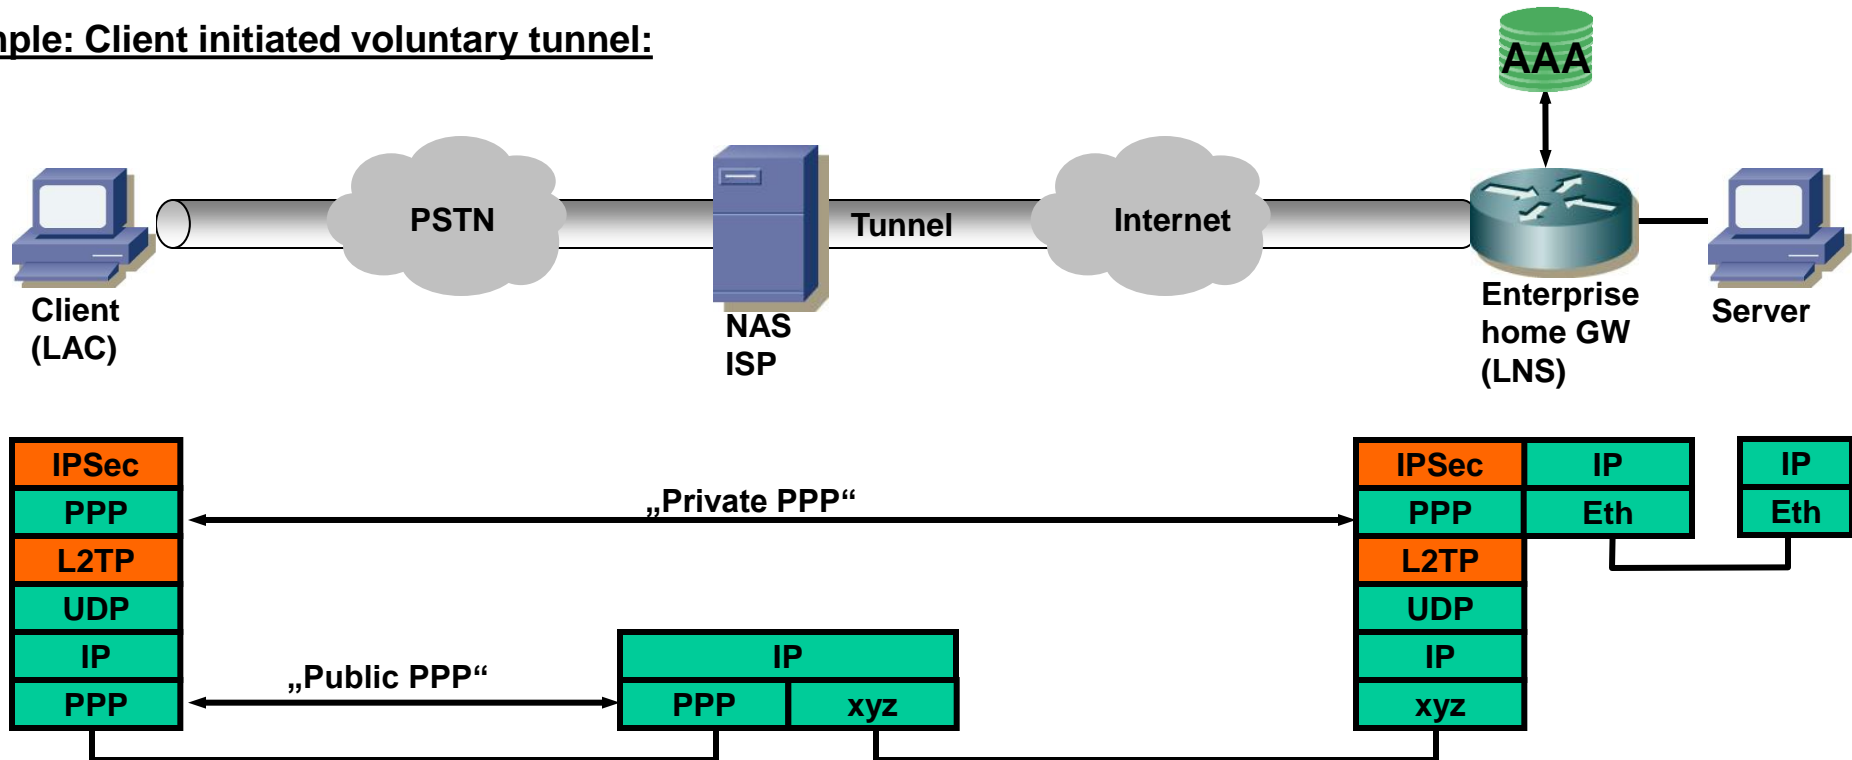 mple: Client initiated voluntary tunnel:
AAA
PSTN
Tunnel
Internet
Client
(LAC)
NAS
ISP
Enterprise
home GW
(LNS)
Server
IPSec
PPP
L2TP
UDP
IP
PPP
„Private PPP“
„Public PPP“
IP
PPP
xyz
IPSec
IP
PPP
Eth
L2TP
UDP
IP
xyz
IP
Eth